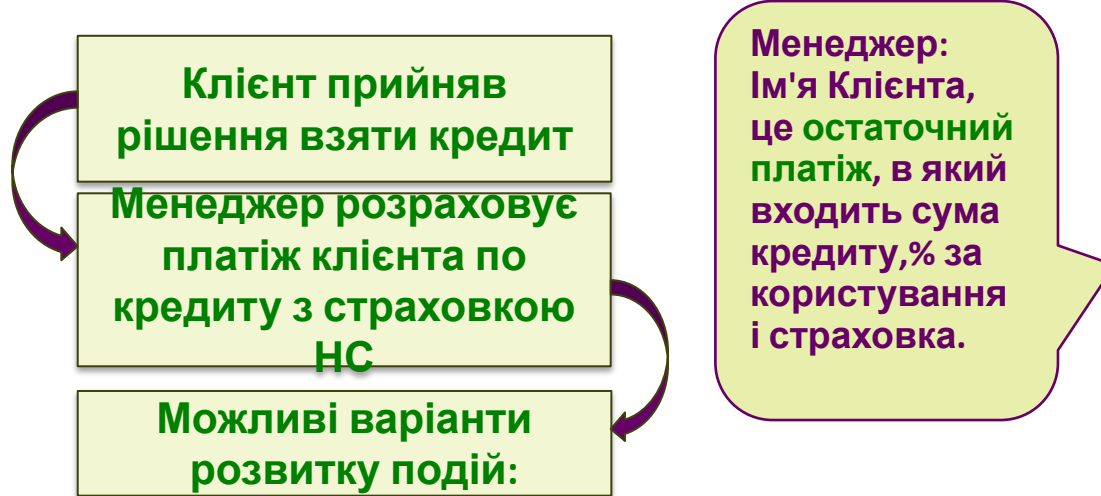 Клієнт прийняв
рішення взяти кредит
Менеджер розраховує
платіж клієнта по
кредиту з страховкою
НС
Можливі варіанти
розвитку подій:
Менеджер:
Ім'я Клієнта,
це остаточний
платіж, в який
входить сума
кредиту,% за
користування
і страховка.